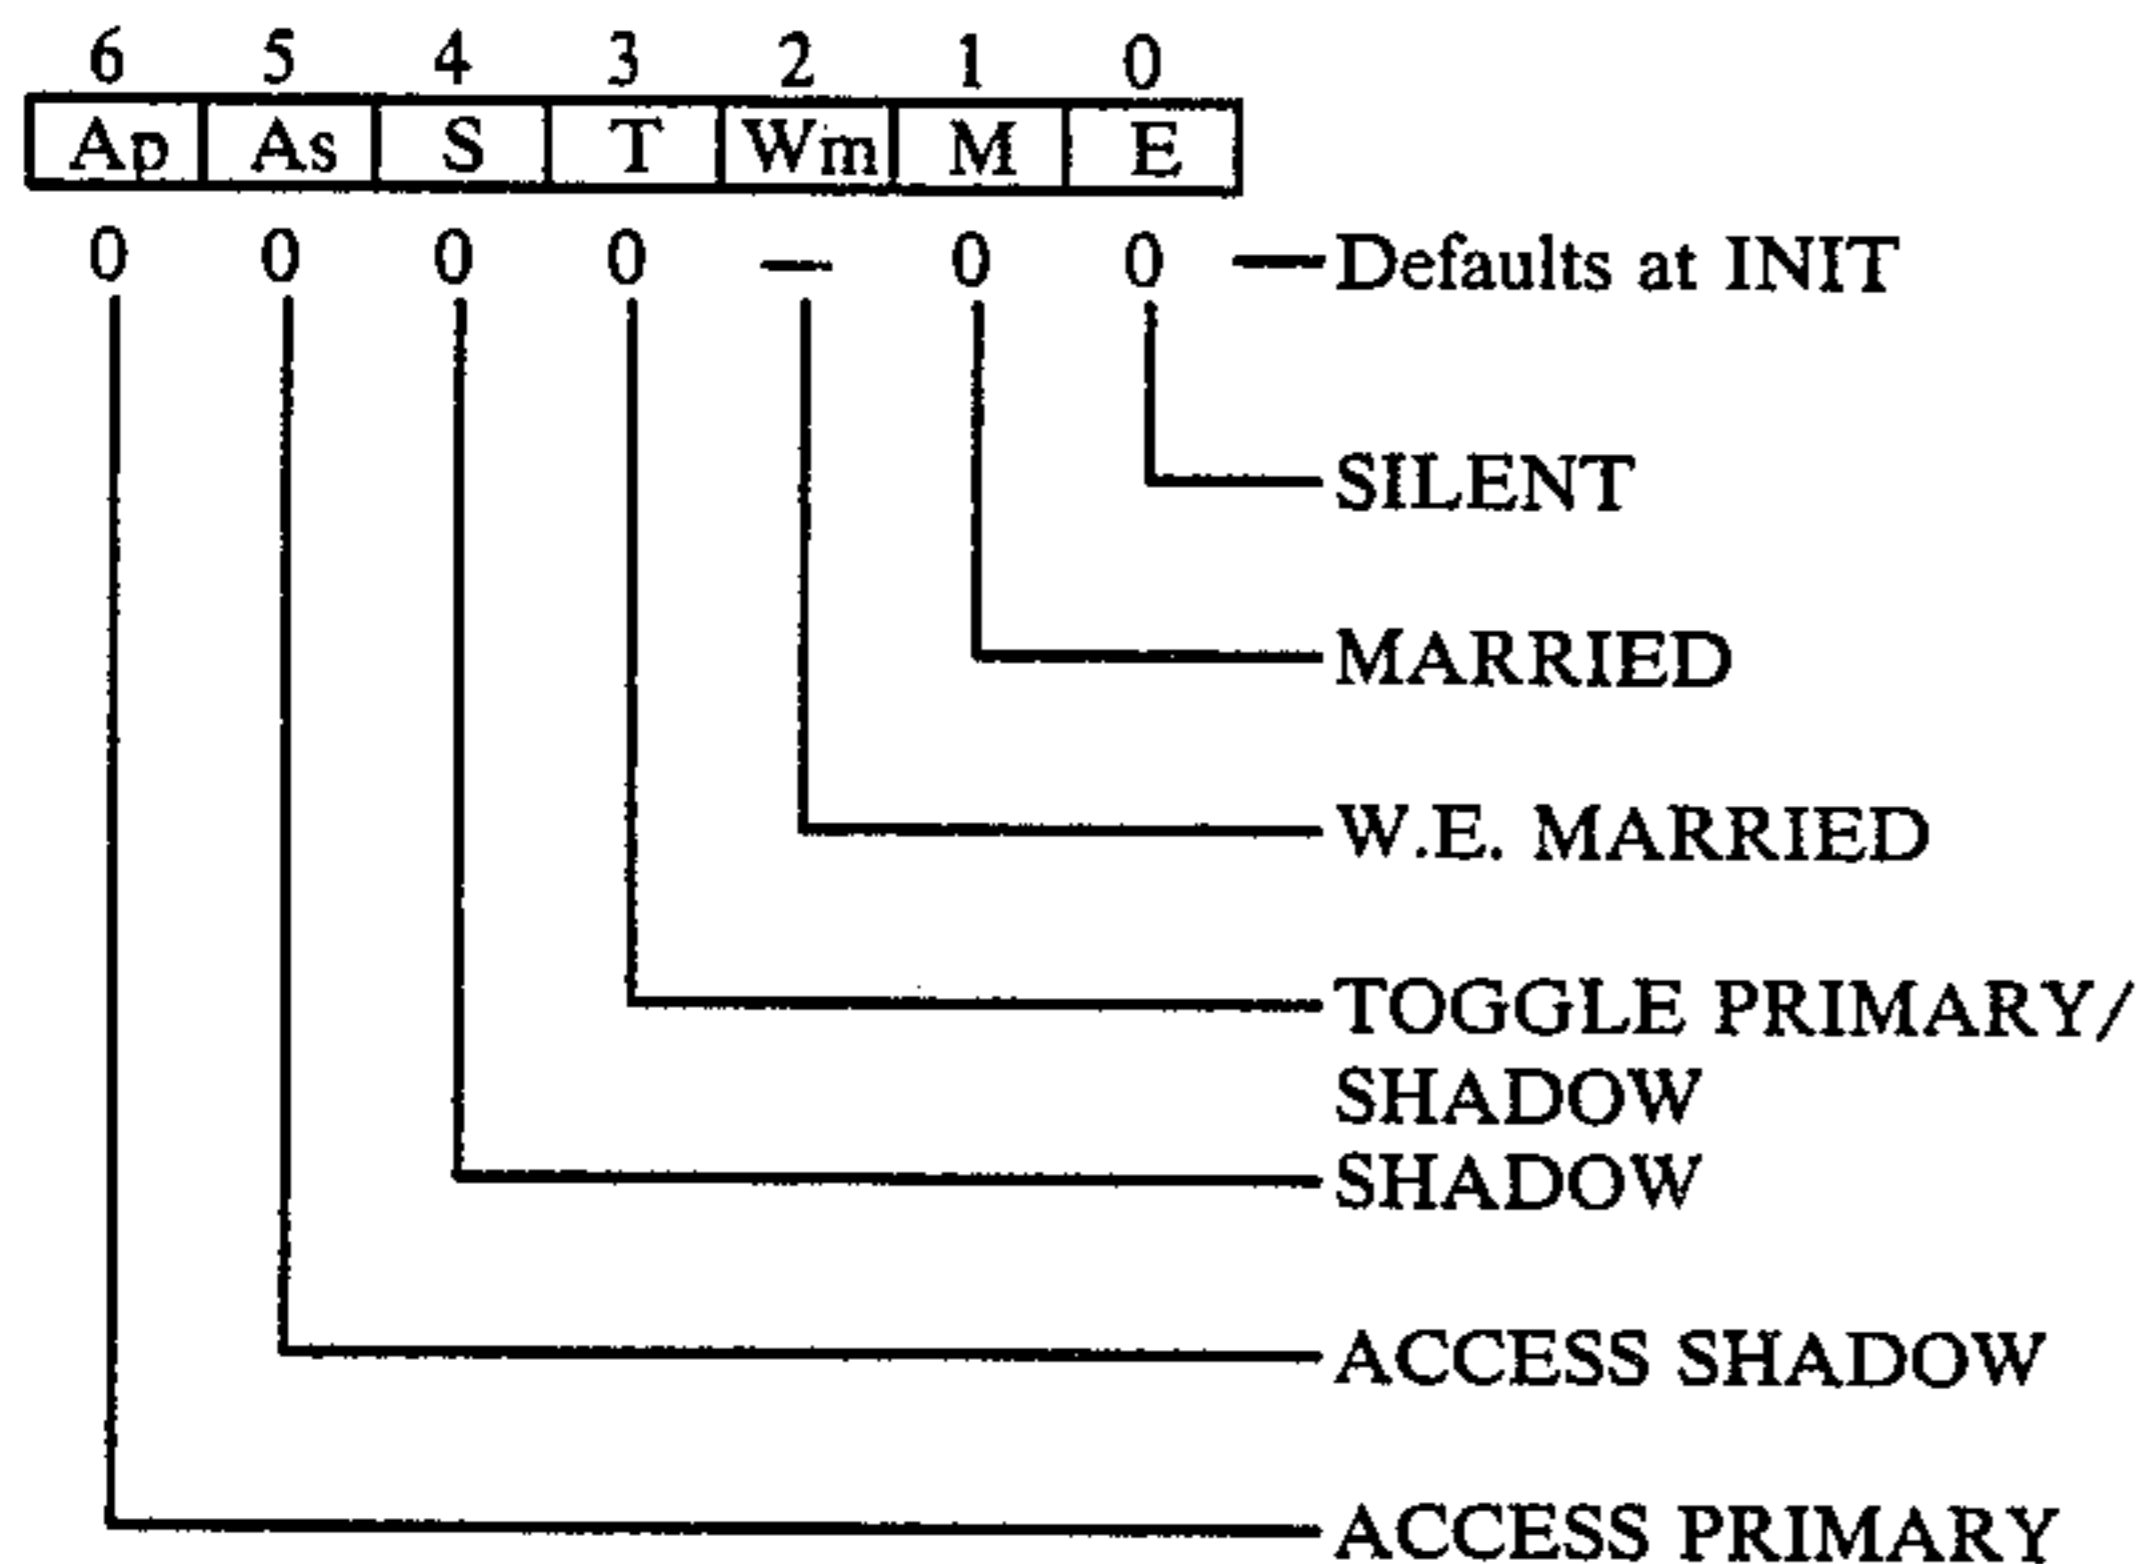 6 5 4 3 2 1 0
Ap As S T Wm M E
0 0 0 0 — 0 0 — Defaults at INIT
SILENT
MARRIED
W.E. MARRIED
TOGGLE PRIMARY/
SHADOW
SHADOW
ACCESS SHADOW
ACCESS PRIMARY